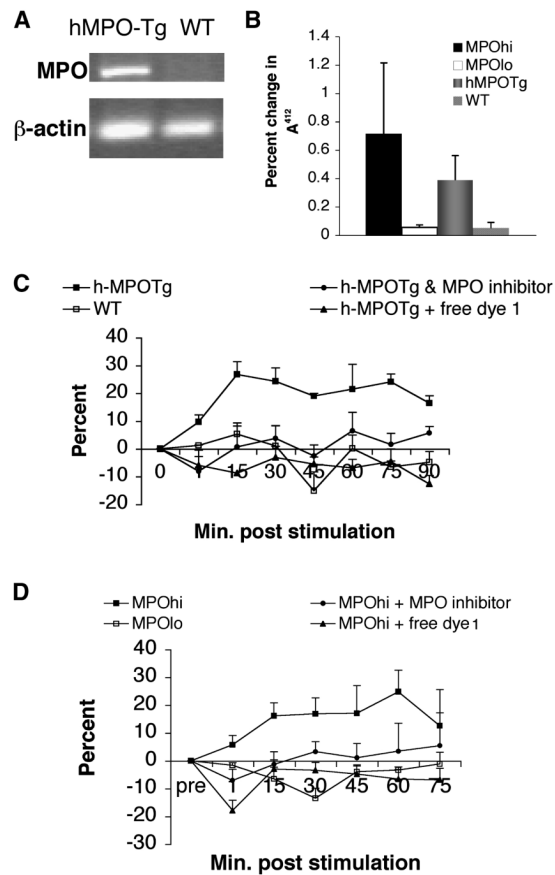 A
hMPO-Tg WT
MPO
β-actin
B
Percent change in
A412
1.4
1.2
1
0.8
0.6
0.4
0.2
0
MPOhi
MPOlo
hMPOTg
WT
C
h-MPOTg
WT
h-MPOTg & MPO inhibitor
h-MPOTg + free dye 1
Percent
40
30
20
10
0
-10
-20
0 1 15 30 45 60 75 90
Min. post stimulation
D
MPOhi
MPOlo
MPOhi + MPO inhibitor
MPOhi + free dye 1
Percent
40
30
20
10
0
-10
-20
-30
pre 1 15 30 45 60 75
Min. post stimulation